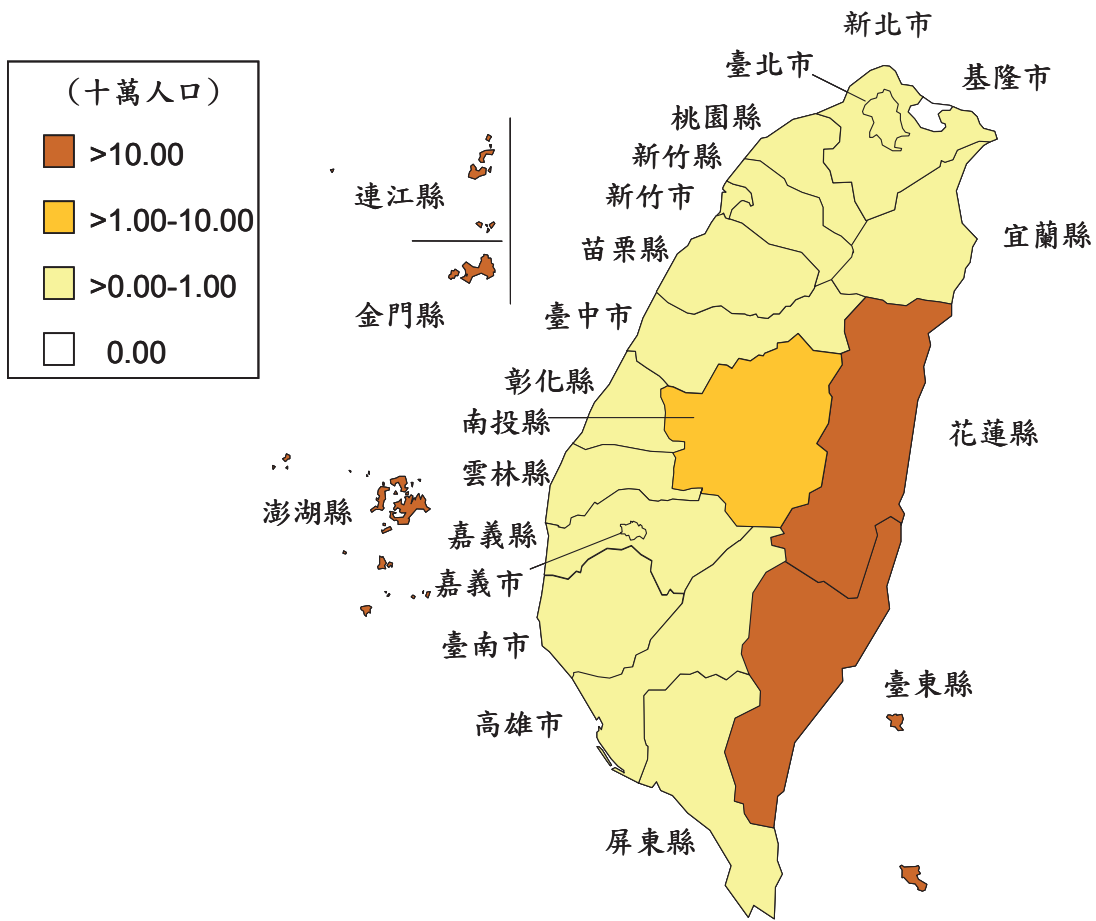 (十萬人口)
>10.00
>1.00-10.00
>0.00-1.00
0.00
新北市
臺北市
基隆市
桃園縣
新竹縣
新竹市
連江縣
苗栗縣
宜蘭縣
金門縣
臺中市
彰化縣
南投縣
花蓮縣
雲林縣
澎湖縣
嘉義縣
嘉義市
臺南市
臺東縣
高雄市
屏東縣